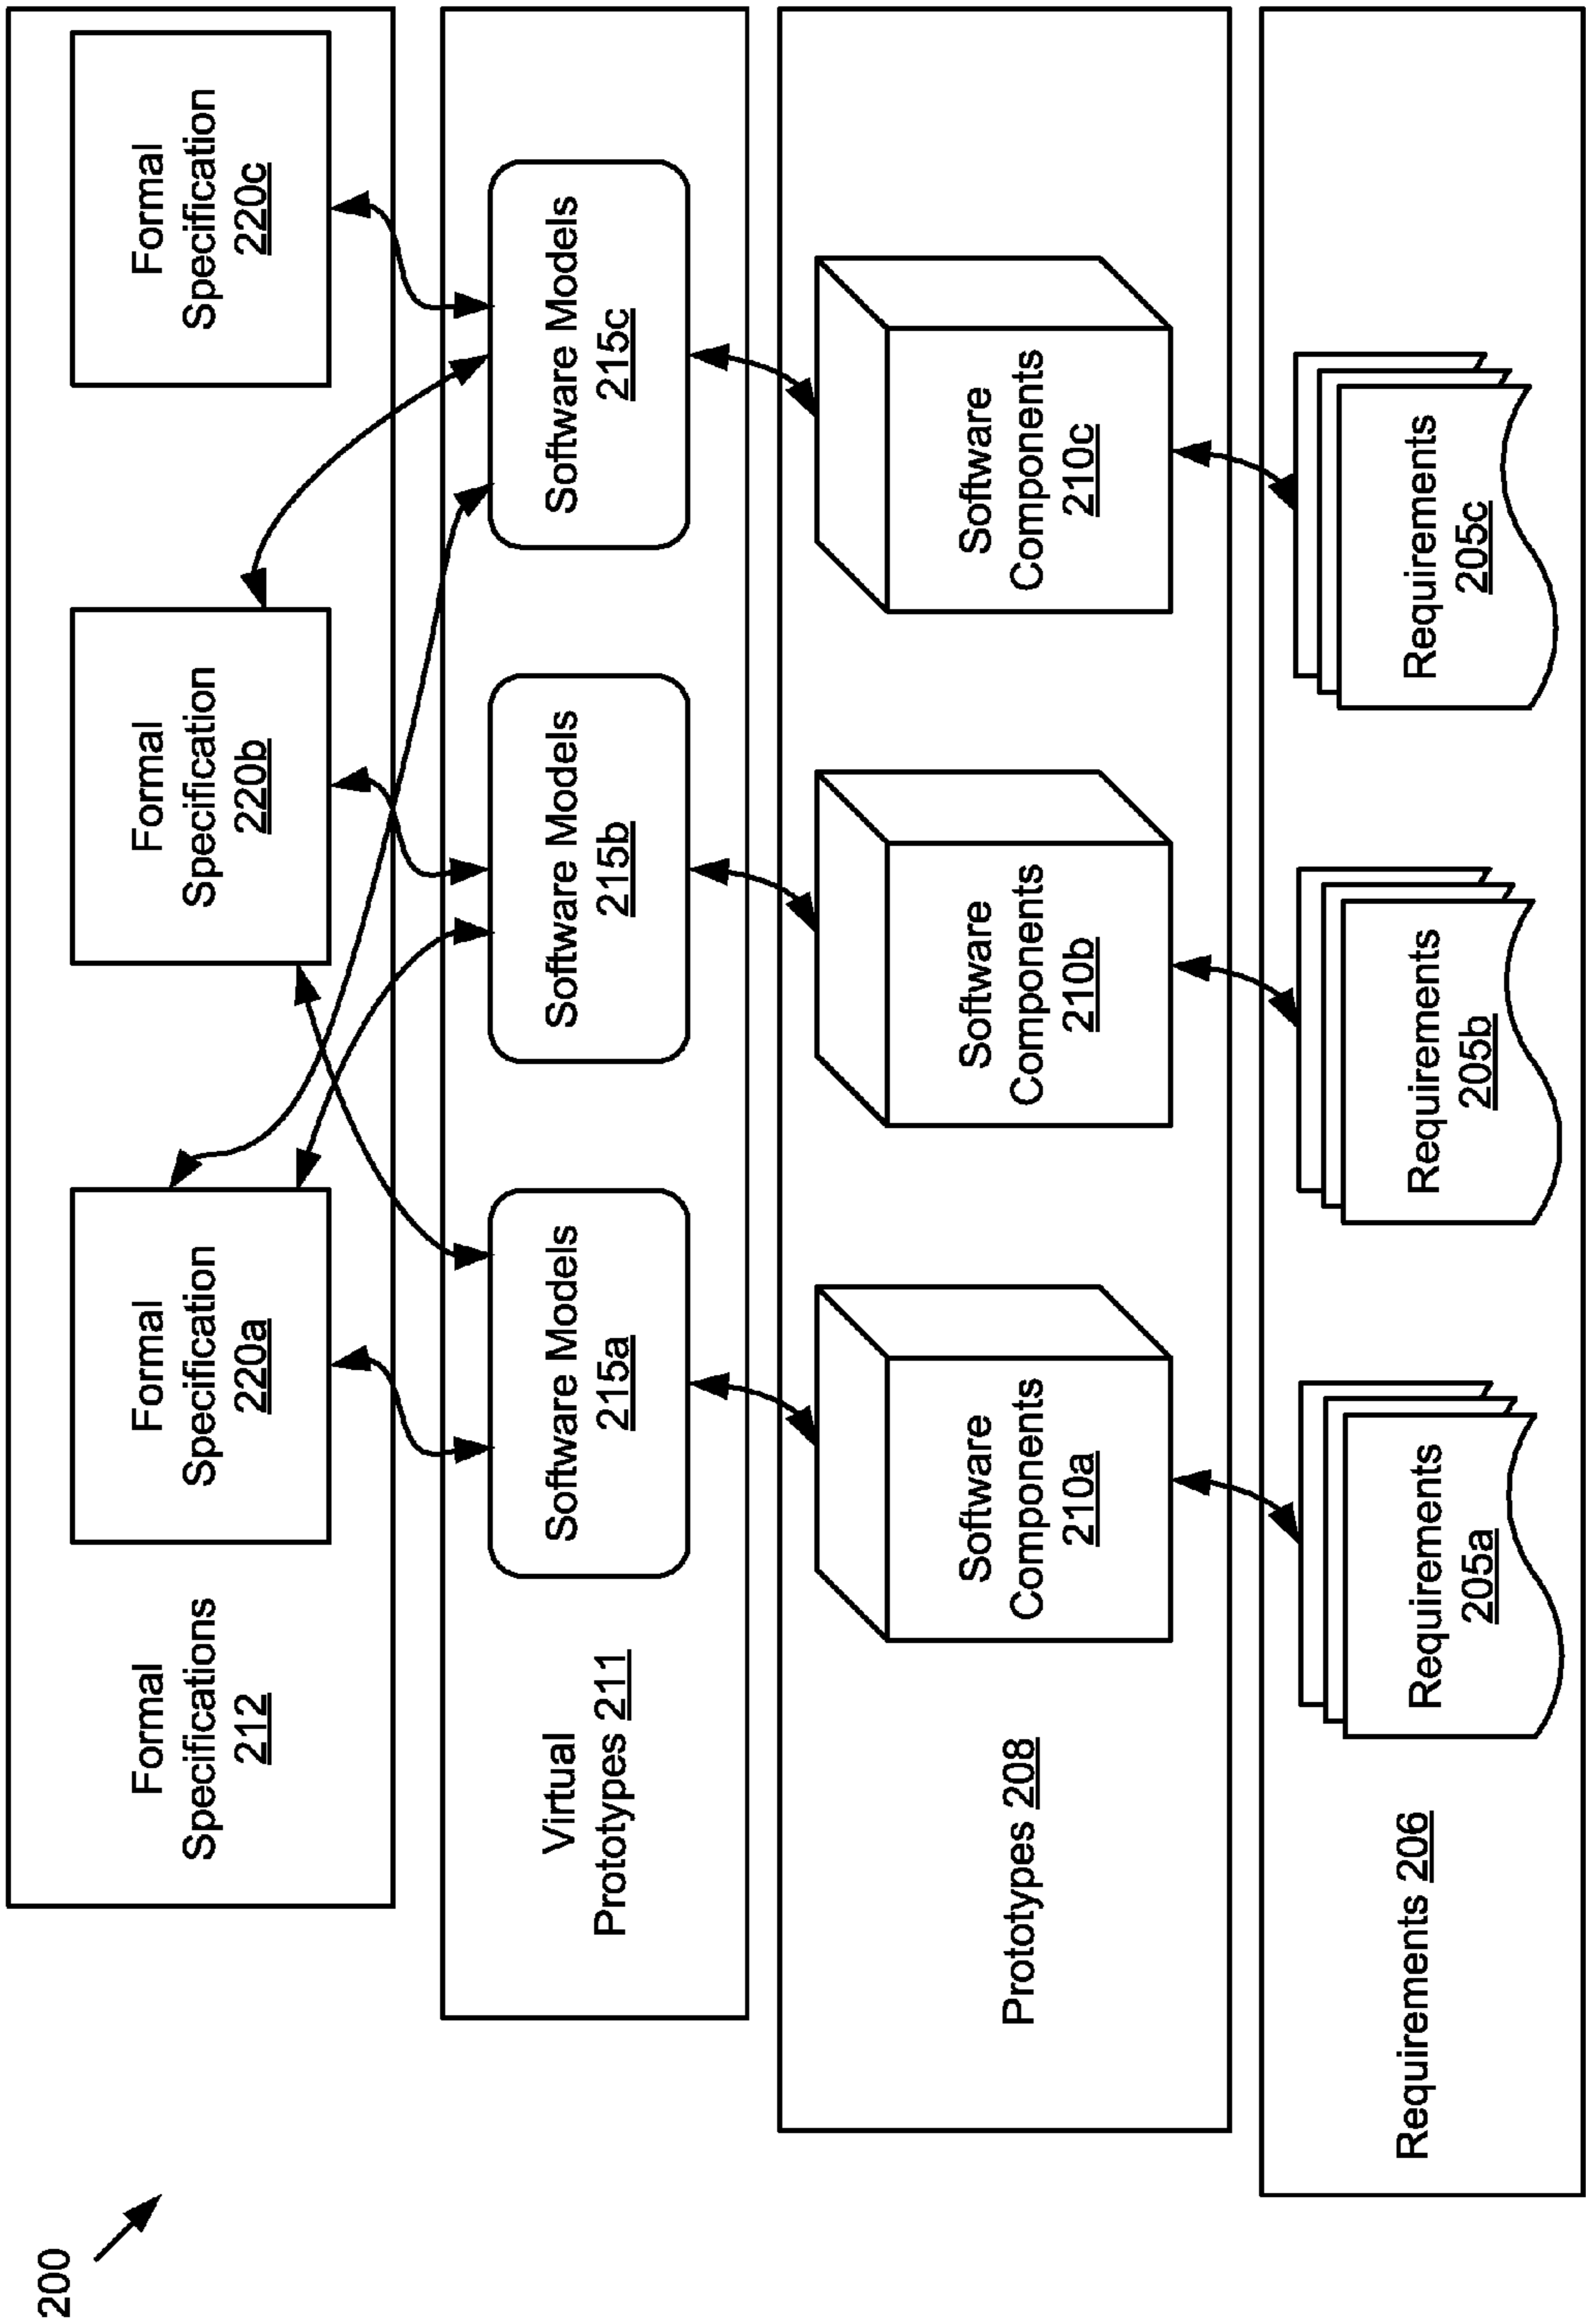 200
Formal
Specifications
212
Formal
Specification
220a
Formal
Specification
220b
Formal
Specification
220c
Virtual
Prototypes 211
Software Models
215a
Software Models
215b
Software Models
215c
Prototypes 208
Software
Components
210a
Software
Components
210b
Software
Components
210c
Requirements 206
Requirements
205a
Requirements
205b
Requirements
205c